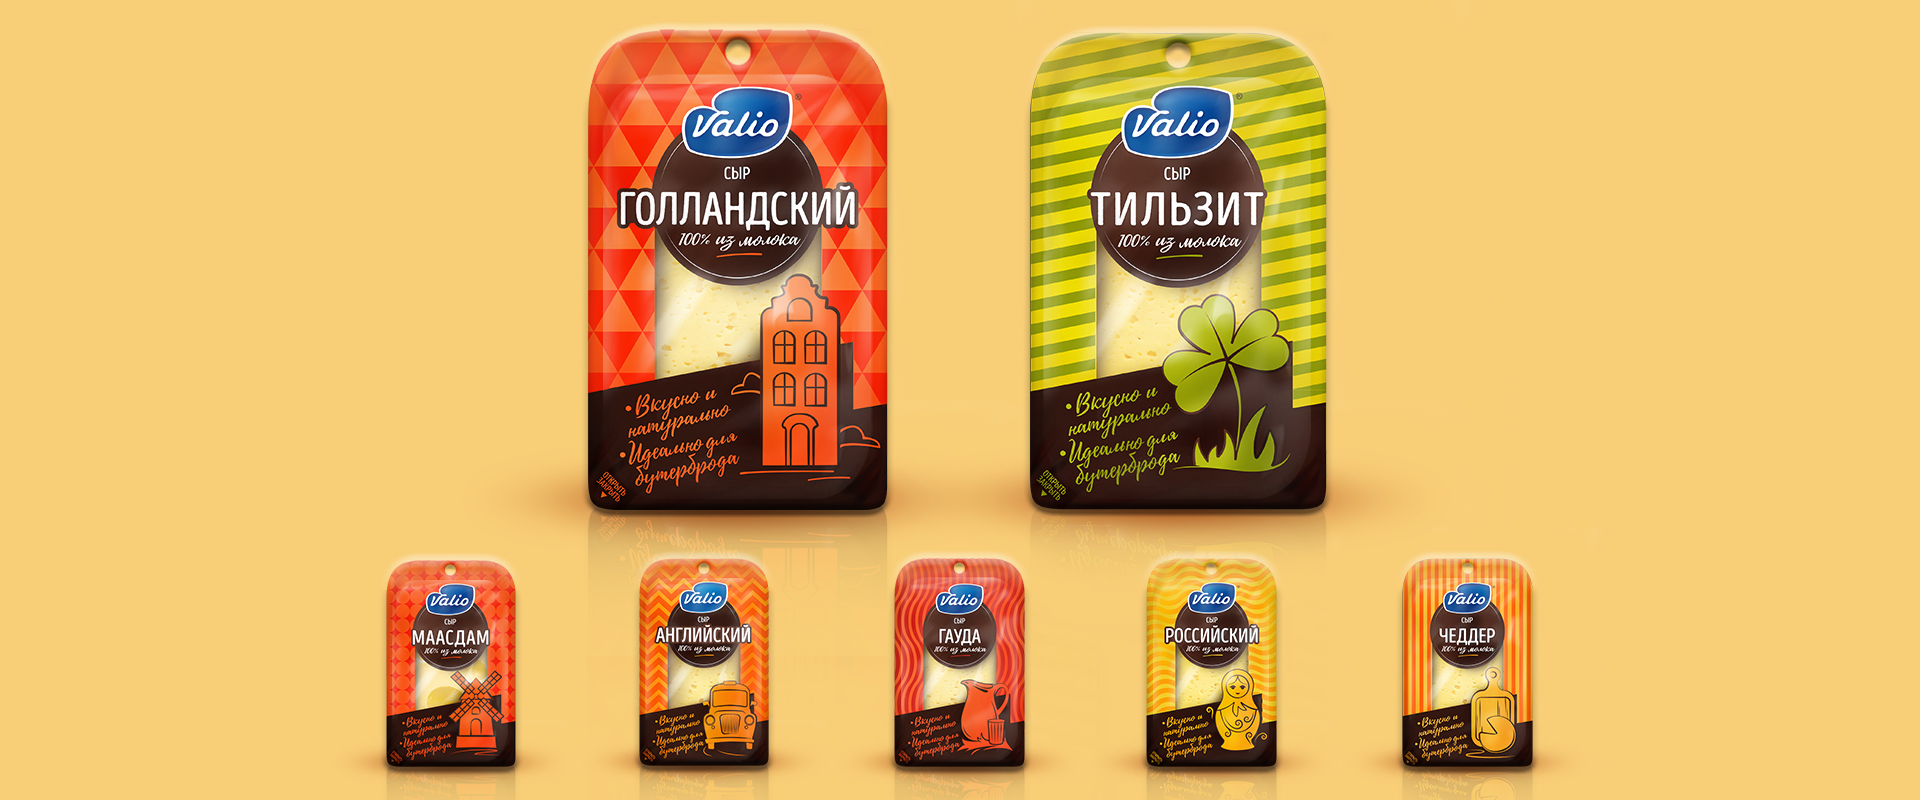 Valio
®
СЫР
ГОЛЛАНДСКИЙ
100% из молока
• Вкусно и
натурально
• Идеально для
бутерброда
ОТКРЫТЬ
ЗАКРЫТЬ
Valio
®
СЫР
ТИЛЬЗИТ
100% из молока
• Вкусно и
натурально
• Идеально для
бутерброда
ОТКРЫТЬ
ЗАКРЫТЬ
Valio
СЫР
МААСДАМ
100% из молока
• Вкусно и
натурально
• Идеально для
бутерброда
Valio
СЫР
АНГЛИЙСКИЙ
100% из молока
• Вкусно и
натурально
• Идеально для
бутерброда
Valio
СЫР
ГАУДА
100% из молока
• Вкусно и
натурально
• Идеально для
бутерброда
Valio
СЫР
РОССИЙСКИЙ
100% из молока
• Вкусно и
натурально
• Идеально для
бутерброда
Valio
СЫР
ЧЕДДЕР
100% из молока
• Вкусно и
натурально
• Идеально для
бутерброда